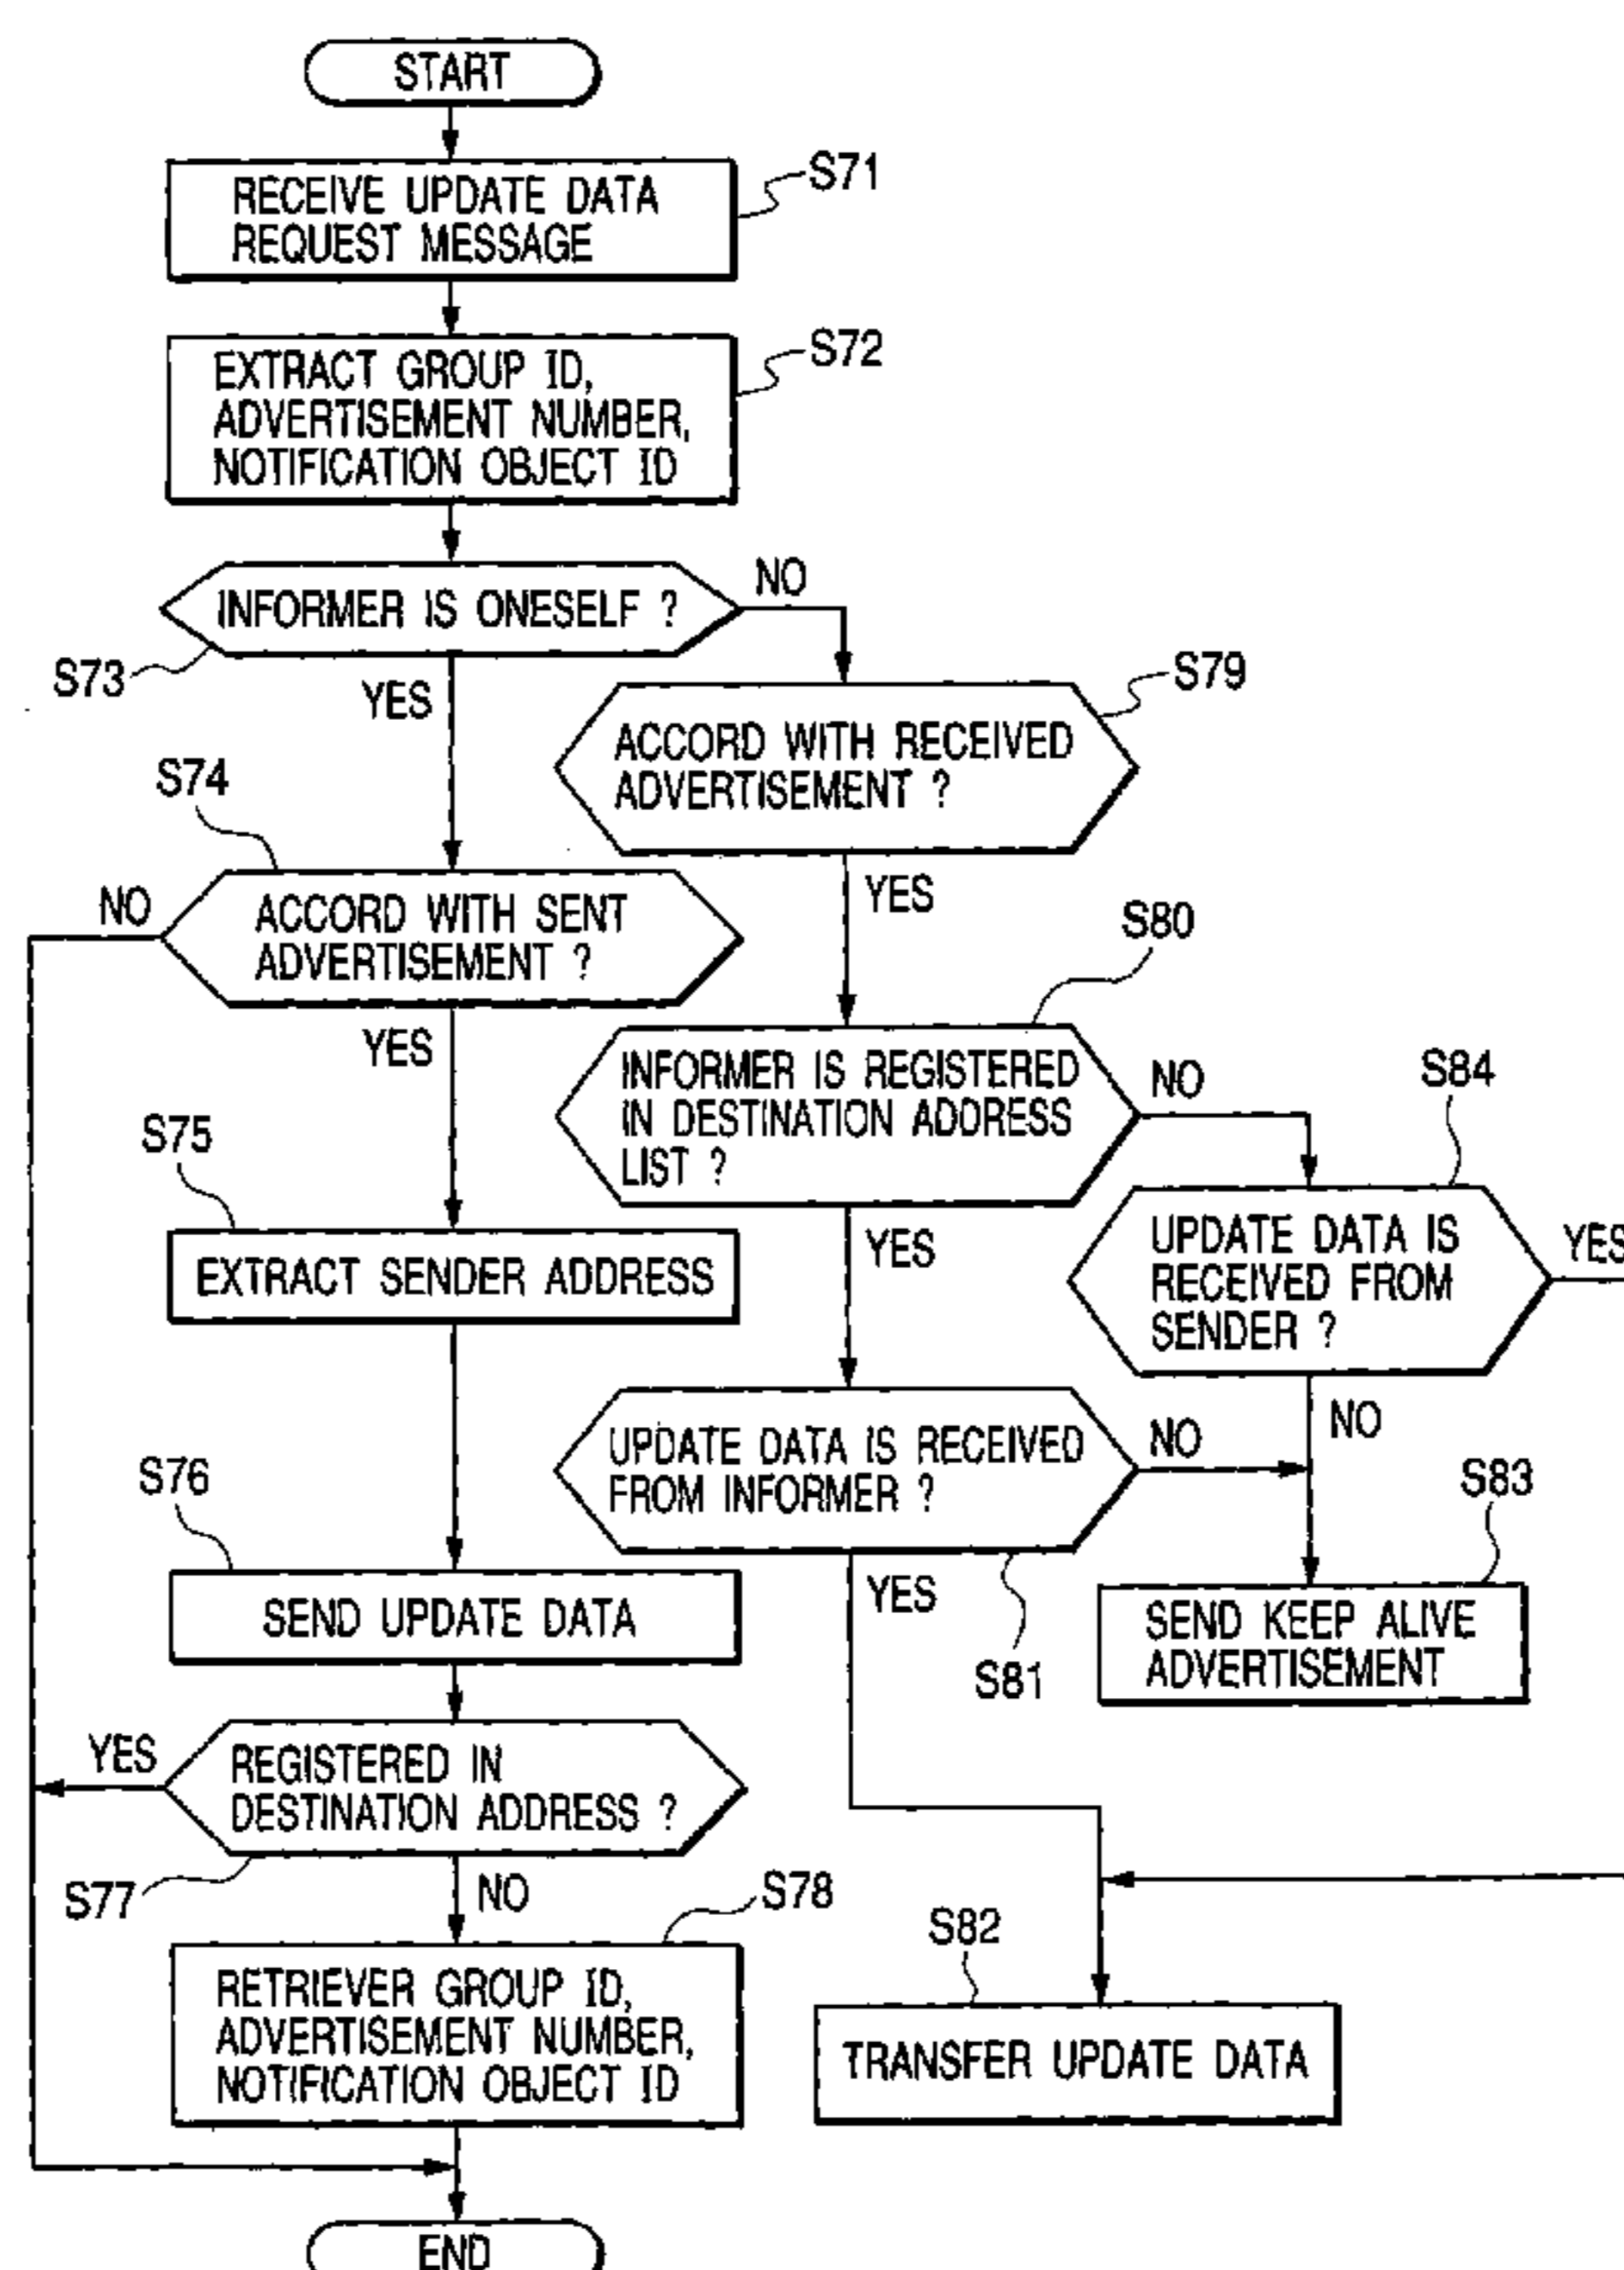 START
RECEIVE UPDATE DATA
REQUEST MESSAGE
S71
EXTRACT GROUP ID,
ADVERTISEMENT NUMBER,
NOTIFICATION OBJECT ID
S72
INFORMER IS ONESELF ?
NO
S73
YES
S79
ACCORD WITH RECEIVED
ADVERTISEMENT ?
S74
NO
ACCORD WITH SENT
ADVERTISEMENT ?
YES
S80
YES
INFORMER IS REGISTERED
IN DESTINATION ADDRESS
LIST ?
NO
S84
S75
EXTRACT SENDER ADDRESS
YES
UPDATE DATA IS
RECEIVED FROM
SENDER ?
YES
NO
UPDATE DATA IS RECEIVED
FROM INFORMER ?
NO
S76
S83
SEND UPDATE DATA
YES
S81
SEND KEEP ALIVE
ADVERTISEMENT
YES
REGISTERED IN
DESTINATION ADDRESS ?
S77
NO
S78
S82
RETRIEVER GROUP ID,
ADVERTISEMENT NUMBER,
NOTIFICATION OBJECT ID
TRANSFER UPDATE DATA
END